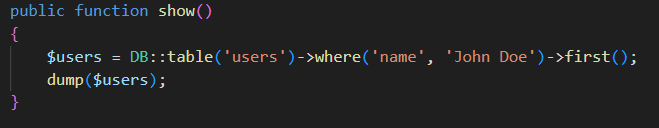 public function show()
{
    $users = DB::table('users')->where('name', 'John Doe')->first();
    dump($users);
}